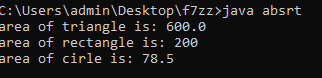 C:\Users\admin\Desktop\f7zz>java absrt
area of triangle is: 600.0
area of rectangle is: 200
area of cirle is: 78.5